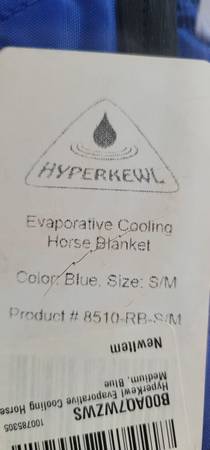 HYPERKEWL
Evaporative Cooling
Horse Blanket
Color: Blue, Size: S/M
Product # 8510-RB-S/M
NewItem
Medium, Blue
HyperKewl Evaporative Cooling Horse
B00AO7WZWS
100785305